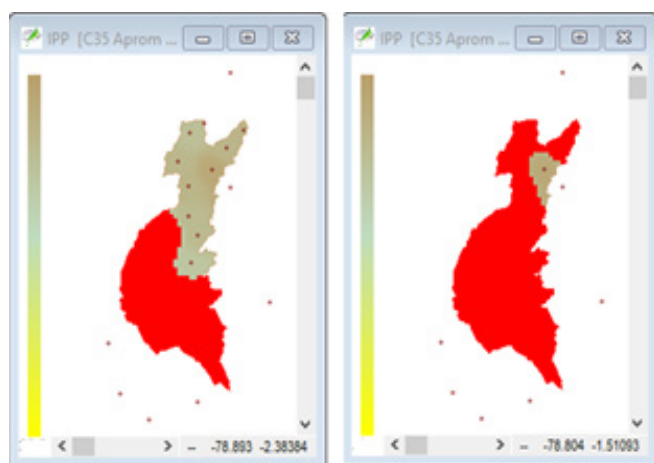 IPP [C35 Aprom ...
IPP [C35 Aprom ...
-- -78.893 -2.38384
-- -78.804 -1.51093